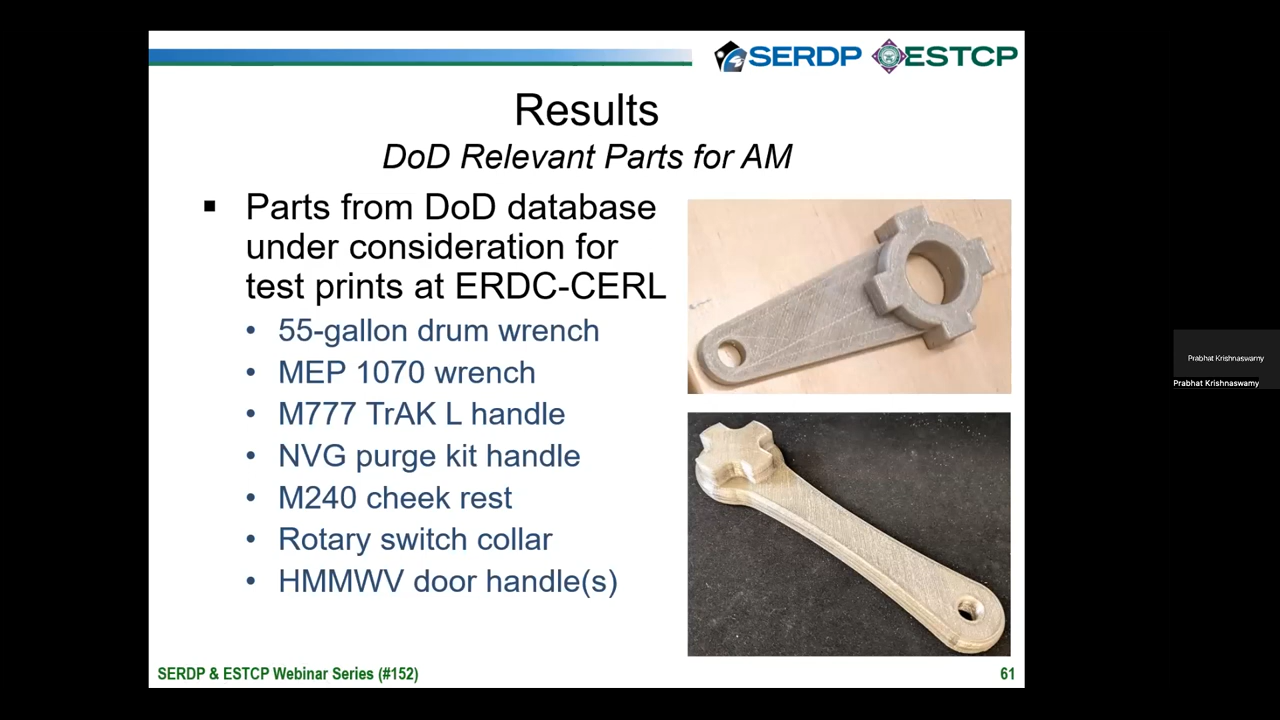 SERDP ESTCP
Results
DoD Relevant Parts for AM
▪ Parts from DoD database
under consideration for
test prints at ERDC-CERL
• 55-gallon drum wrench
• MEP 1070 wrench
• M777 TrAK L handle
• NVG purge kit handle
• M240 cheek rest
• Rotary switch collar
• HMMWV door handle(s)
Prabhat Krishnaswamy
Prabhat Krishnaswamy
SERDP & ESTCP Webinar Series (#152)
61